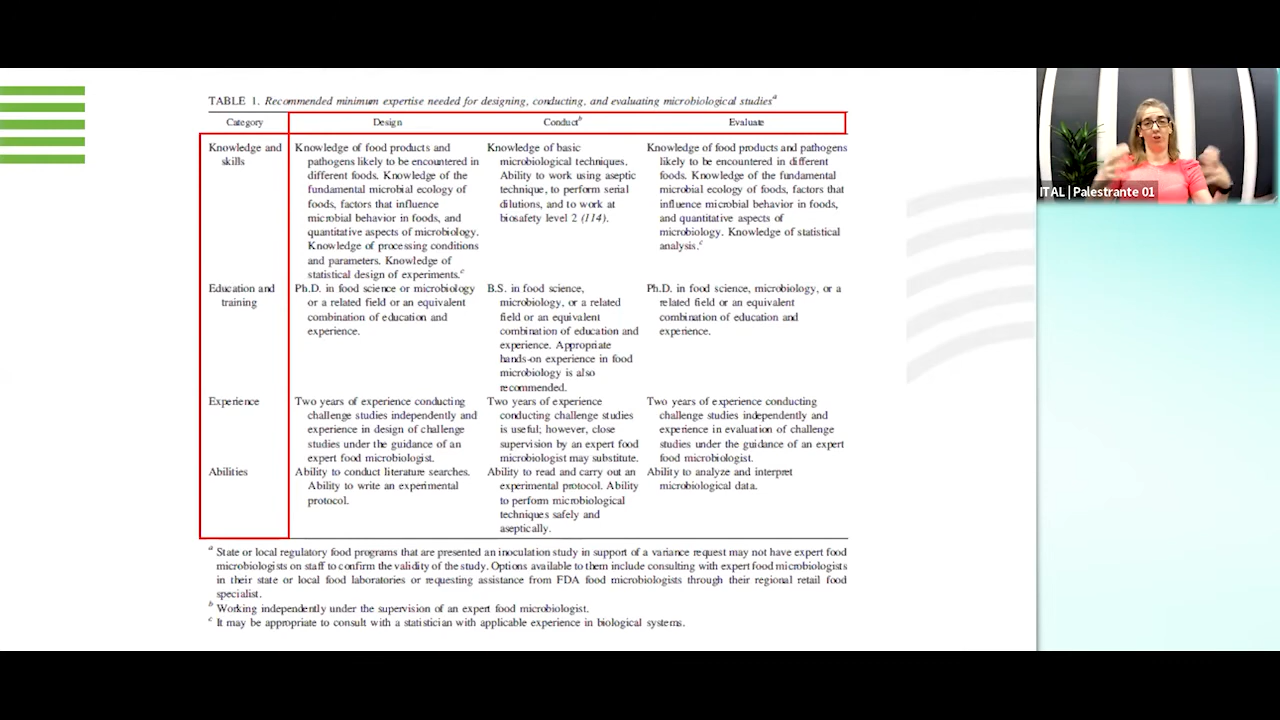 TABLE 1. Recommended minimum expertise needed for designing, conducting, and evaluating microbiological studies^a
Category
Design
Conduct^b
Evaluate
Knowledge and
skills
Knowledge of food products and
pathogens likely to be encountered in
different foods. Knowledge of the
fundamental microbial ecology of
foods, factors that influence
microbial behavior in foods, and
quantitative aspects of microbiology.
Knowledge of processing conditions
and parameters. Knowledge of
statistical design of experiments.^c
Knowledge of basic
microbiological techniques.
Ability to work using aseptic
technique, to perform serial
dilutions, and to work at
biosafety level 2 (114).
Knowledge of food products and pathogens
likely to be encountered in different
foods. Knowledge of the fundamental
microbial ecology of foods, factors that
influence microbial behavior in foods,
and quantitative aspects of
microbiology. Knowledge of statistical
analysis.^c
Education and
training
Ph.D. in food science or microbiology
or a related field or an equivalent
combination of education and
experience.
B.S. in food science,
microbiology, or a related
field or an equivalent
combination of education and
experience. Appropriate
hands-on experience in food
microbiology is also
recommended.
Ph.D. in food science, microbiology, or a
related field or an equivalent
combination of education and
experience.
Experience
Two years of experience conducting
challenge studies independently and
experience in design of challenge
studies under the guidance of an
expert food microbiologist.
Two years of experience
conducting challenge studies
is useful; however, close
supervision by an expert food
microbiologist may substitute.
Two years of experience conducting
challenge studies independently and
experience in evaluation of challenge
studies under the guidance of an expert
food microbiologist.
Abilities
Ability to conduct literature searches.
Ability to write an experimental
protocol.
Ability to read and carry out an
experimental protocol. Ability
to perform microbiological
techniques safely and
aseptically.
Ability to analyze and interpret
microbiological data.
^a State or local regulatory food programs that are presented an inoculation study in support of a variance request may not have expert food
microbiologists on staff to confirm the validity of the study. Options available to them include consulting with expert food microbiologists
in their state or local food laboratories or requesting assistance from FDA food microbiologists through their regional retail food
specialist.
^b Working independently under the supervision of an expert food microbiologist.
^c It may be appropriate to consult with a statistician with applicable experience in biological systems.
ITAL | Palestrante 01